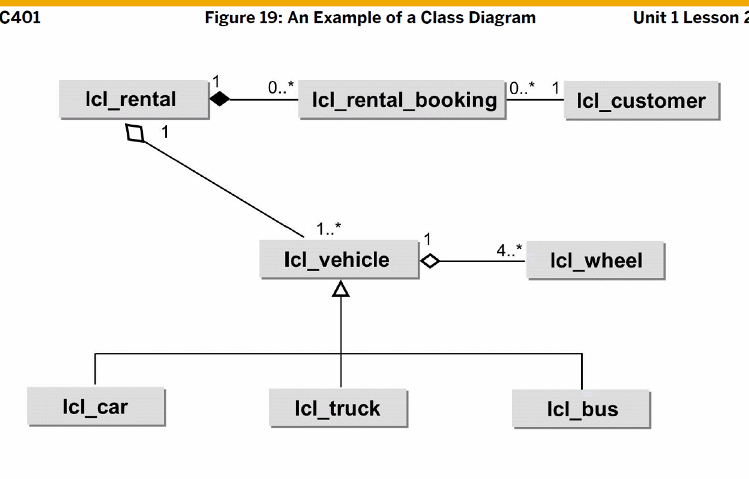 C401 Figure 19: An Example of a Class Diagram Unit 1 Lesson 2
1 0..* 0..* 1
lcl_rental lcl_rental_booking lcl_customer
1
1..* 1 4..*
lcl_vehicle lcl_wheel
lcl_car lcl_truck lcl_bus